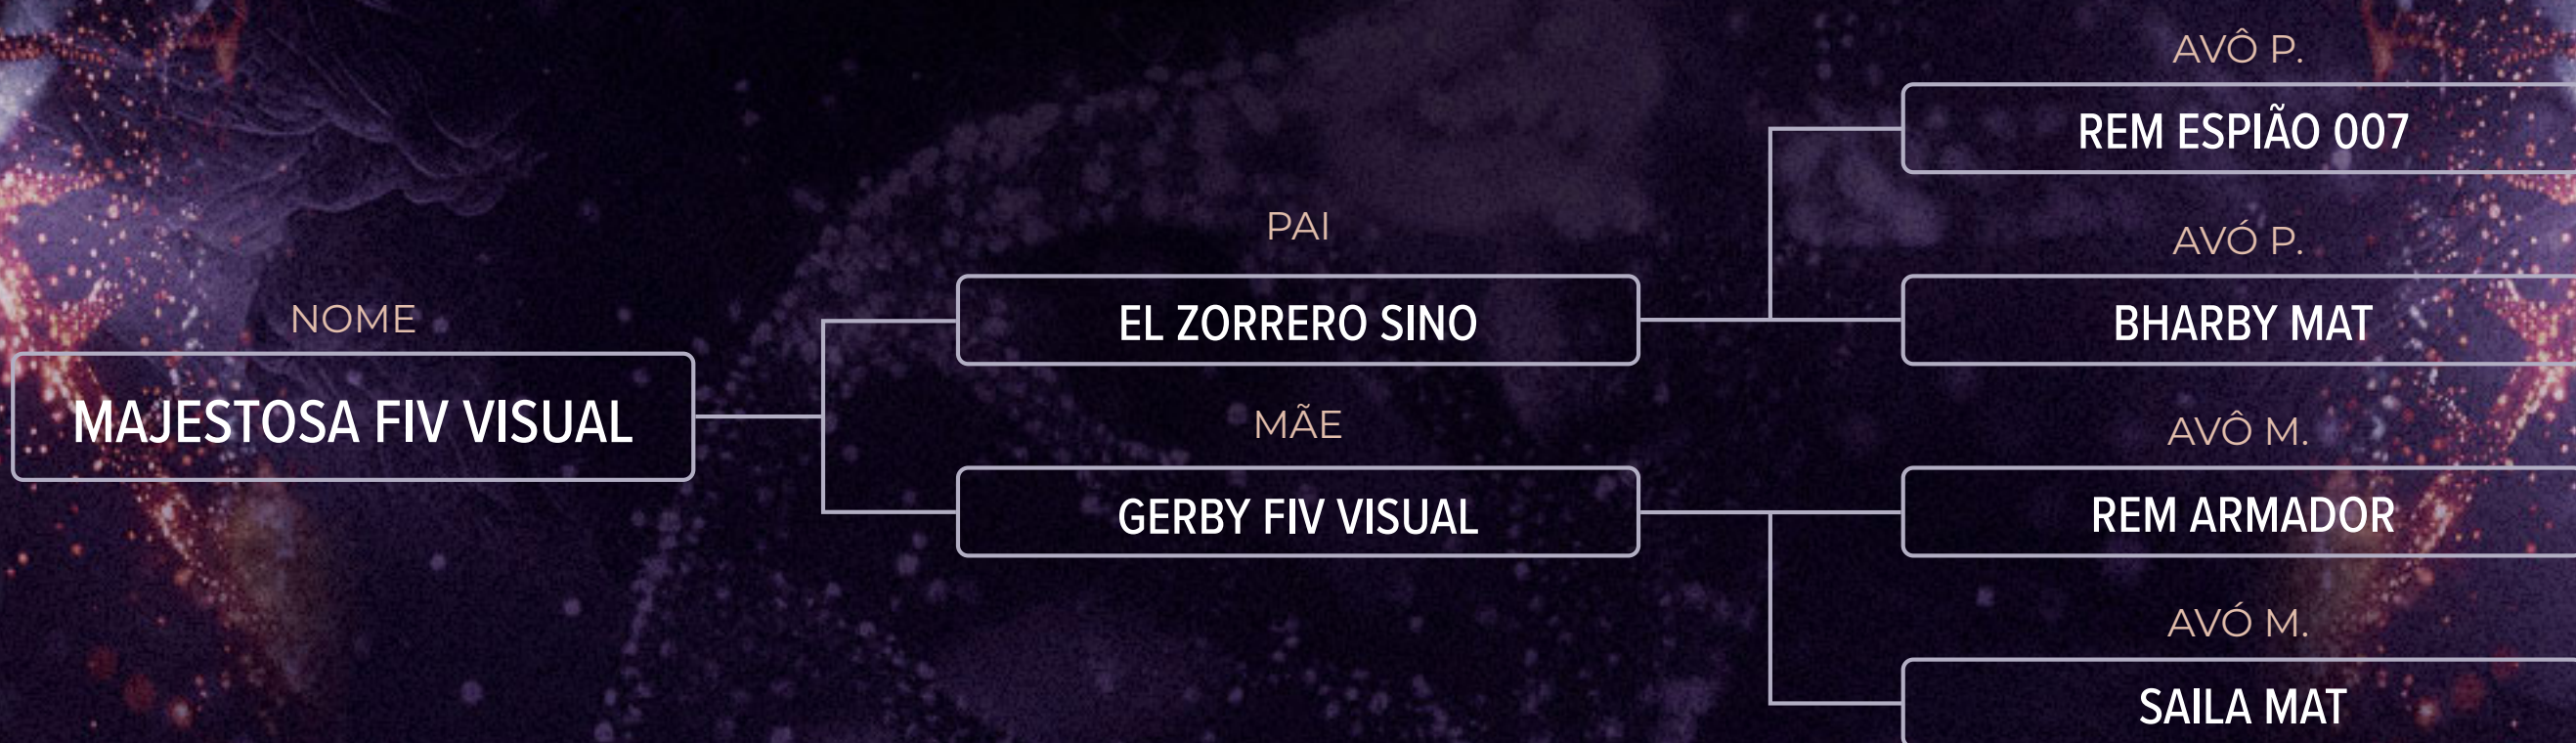 NOME
MAJESTOSA FIV VISUAL
PAI
EL ZORRERO SINO
MÃE
GERBY FIV VISUAL
AVÔ P.
REM ESPIÃO 007
AVÓ P.
BHARBY MAT
AVÔ M.
REM ARMADOR
AVÓ M.
SAILA MAT